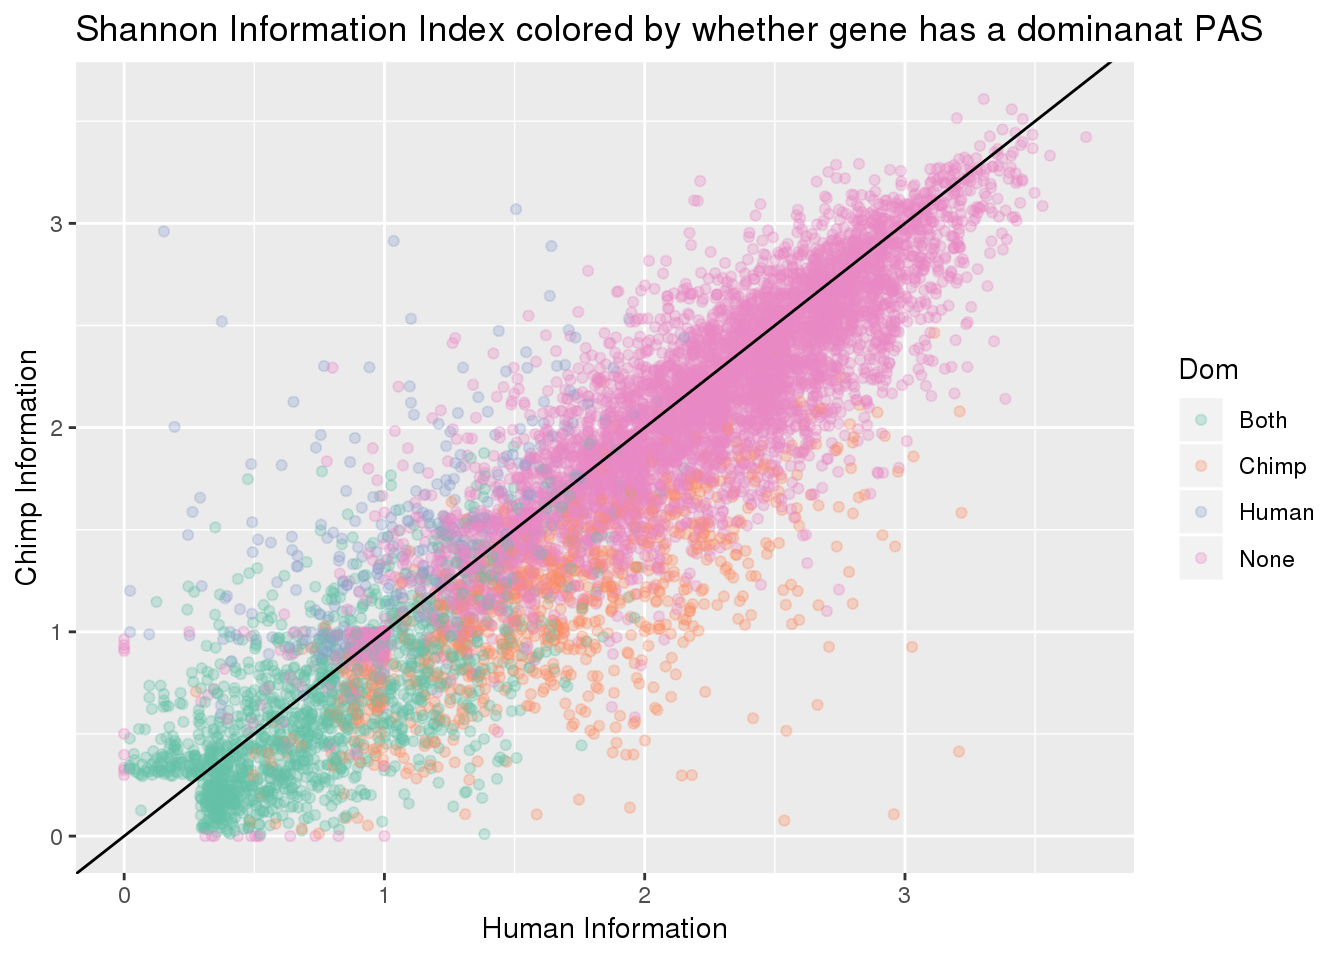 Shannon Information Index colored by whether gene has a dominanat PAS
Chimp Information
3
2
1
0
0
1
2
3
Human Information
Dom
Both
Chimp
Human
None